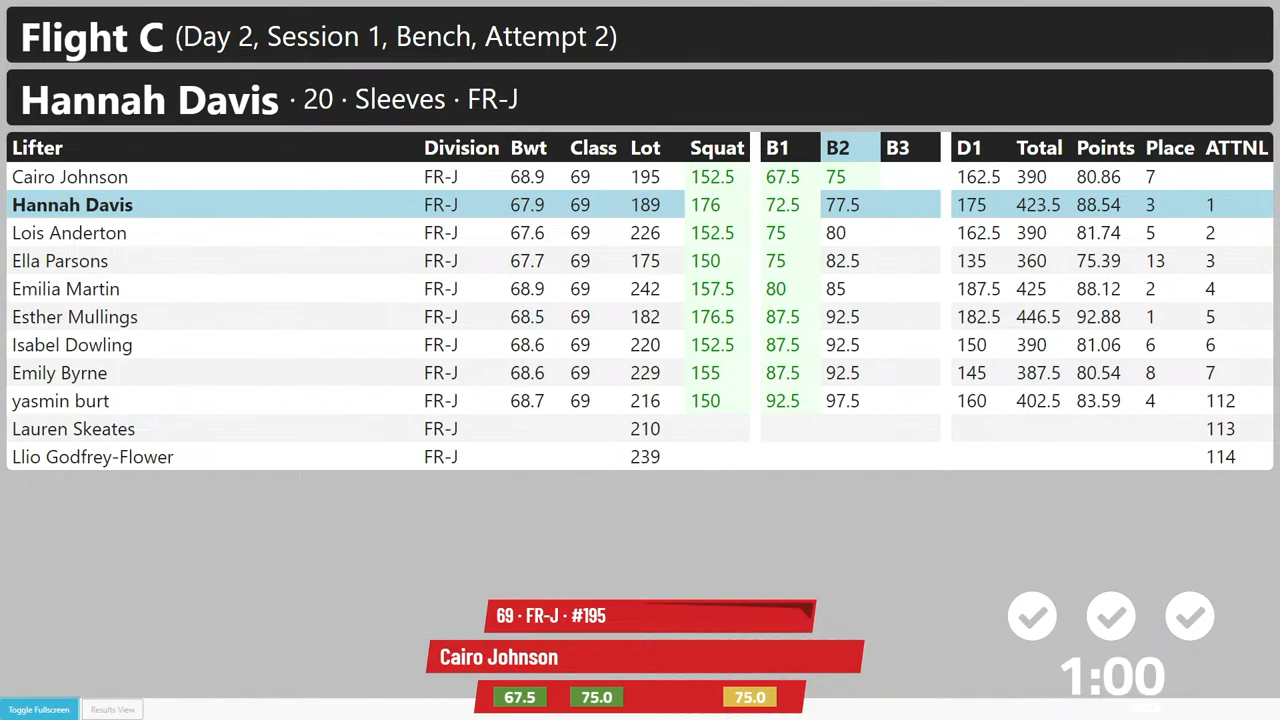 Flight C (Day 2, Session 1, Bench, Attempt 2)
Hannah Davis · 20 · Sleeves · FR-J
Lifter Division Bwt Class Lot Squat B1 B2 B3 D1 Total Points Place ATTNL
Cairo Johnson FR-J 68.9 69 195 152.5 67.5 75 162.5 390 80.86 7
Hannah Davis FR-J 67.9 69 189 176 72.5 77.5 175 423.5 88.54 3 1
Lois Anderton FR-J 67.6 69 226 152.5 75 80 162.5 390 81.74 5 2
Ella Parsons FR-J 67.7 69 175 150 75 82.5 135 360 75.39 13 3
Emilia Martin FR-J 68.9 69 242 157.5 80 85 187.5 425 88.12 2 4
Esther Mullings FR-J 68.5 69 182 176.5 87.5 92.5 182.5 446.5 92.88 1 5
Isabel Dowling FR-J 68.6 69 220 152.5 87.5 92.5 150 390 81.06 6 6
Emily Byrne FR-J 68.6 69 229 155 87.5 92.5 145 387.5 80.54 8 7
yasmin burt FR-J 68.7 69 216 150 92.5 97.5 160 402.5 83.59 4 112
Lauren Skeates FR-J 210 113
Llio Godfrey-Flower FR-J 239 114
69 · FR-J · #195
Cairo Johnson
67.5 75.0 75.0
1:00
Toggle Fullscreen Results View